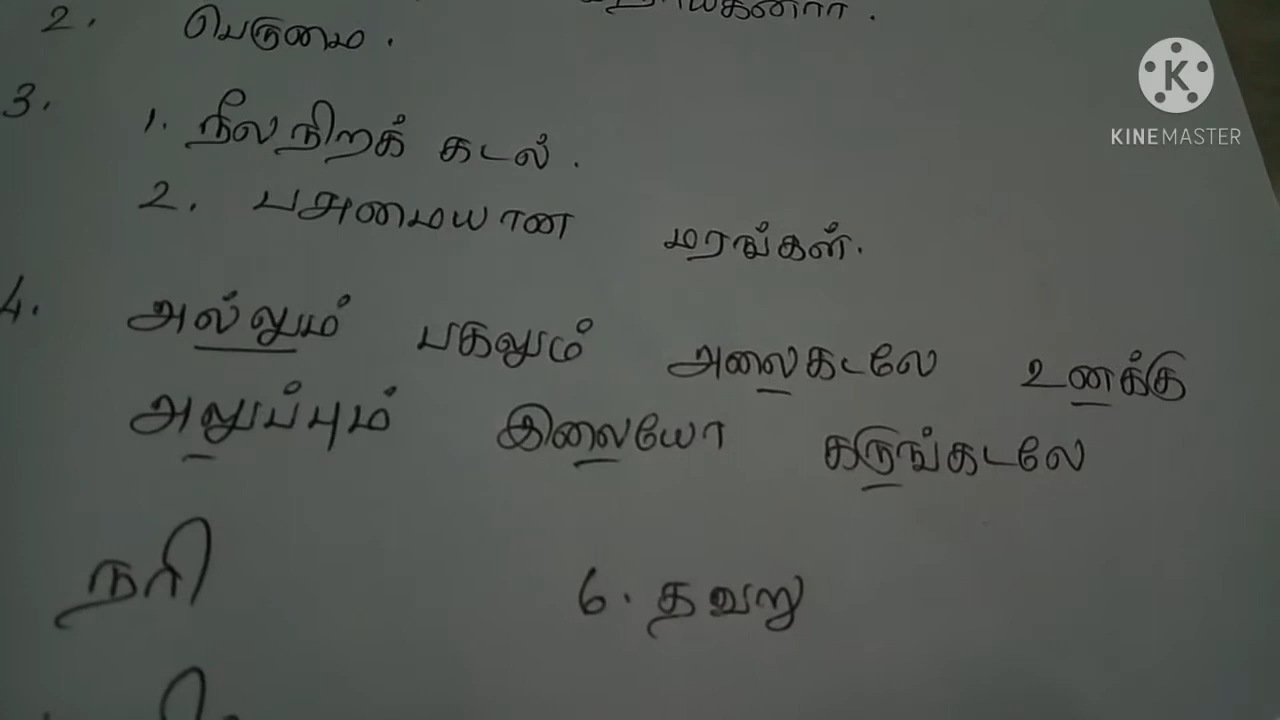 2. பெருமை.
3.
1. நீலநிறக் கடல்.
2. பசுமையான மரங்கள்.
4. அல்லும் பகலும் அலைகடலே உனக்கு
அலுப்பும் இலையோ கருங்கடலே
நரி
6. தவறு
K
KINEMASTER